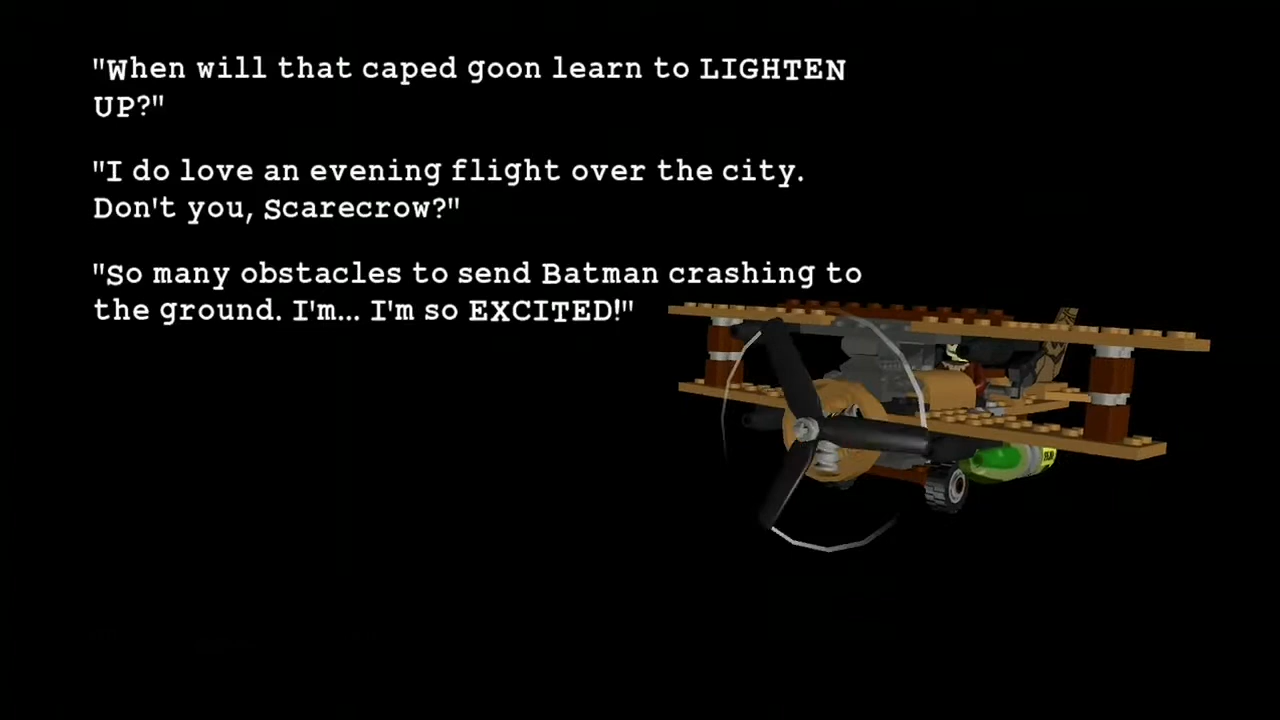 "When will that caped goon learn to LIGHTEN
UP?"
"I do love an evening flight over the city.
Don't you, Scarecrow?"
"So many obstacles to send Batman crashing to
the ground. I'm... I'm so EXCITED!"